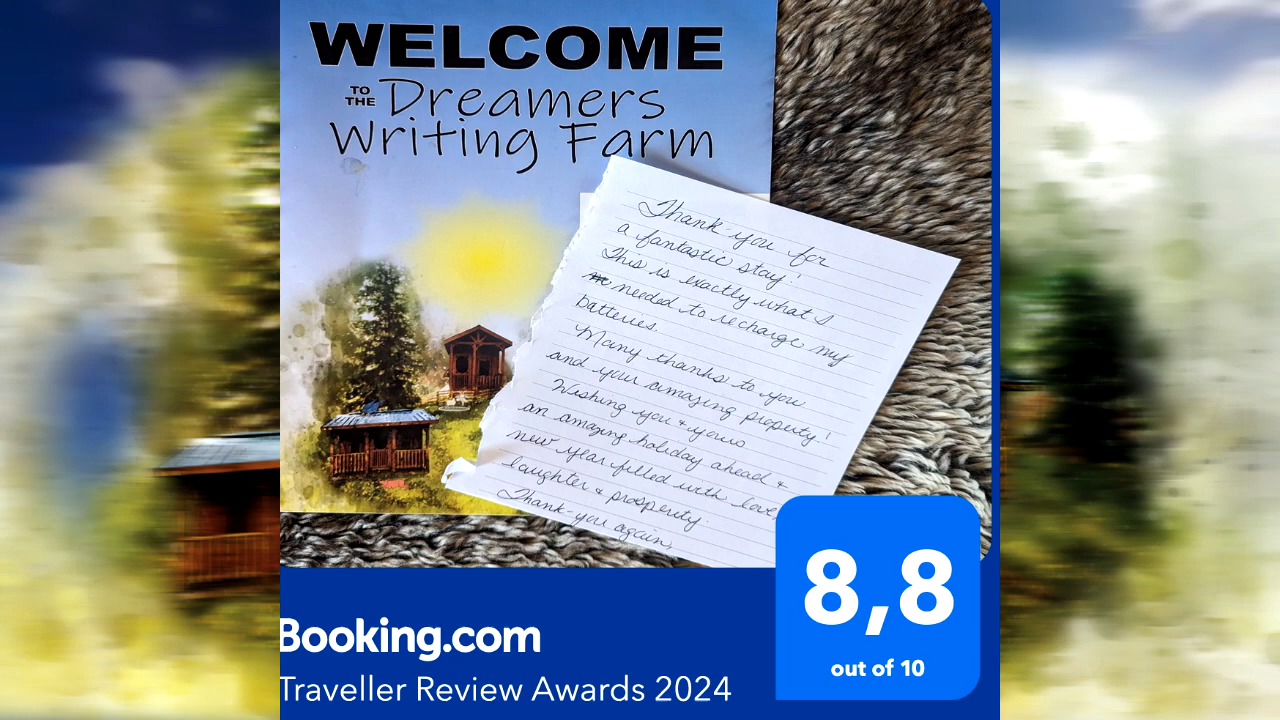 WELCOME
TO THE Dreamers
Writing Farm
Thank you for
a fantastic stay!
This is exactly what I
needed to recharge my
batteries.
Many thanks to you
and your amazing property!
Wishing you & yours
an amazing holiday ahead &
new year filled with love
laughter & prosperity.
Thank-you again,
Booking.com
Traveller Review Awards 2024
8,8
out of 10